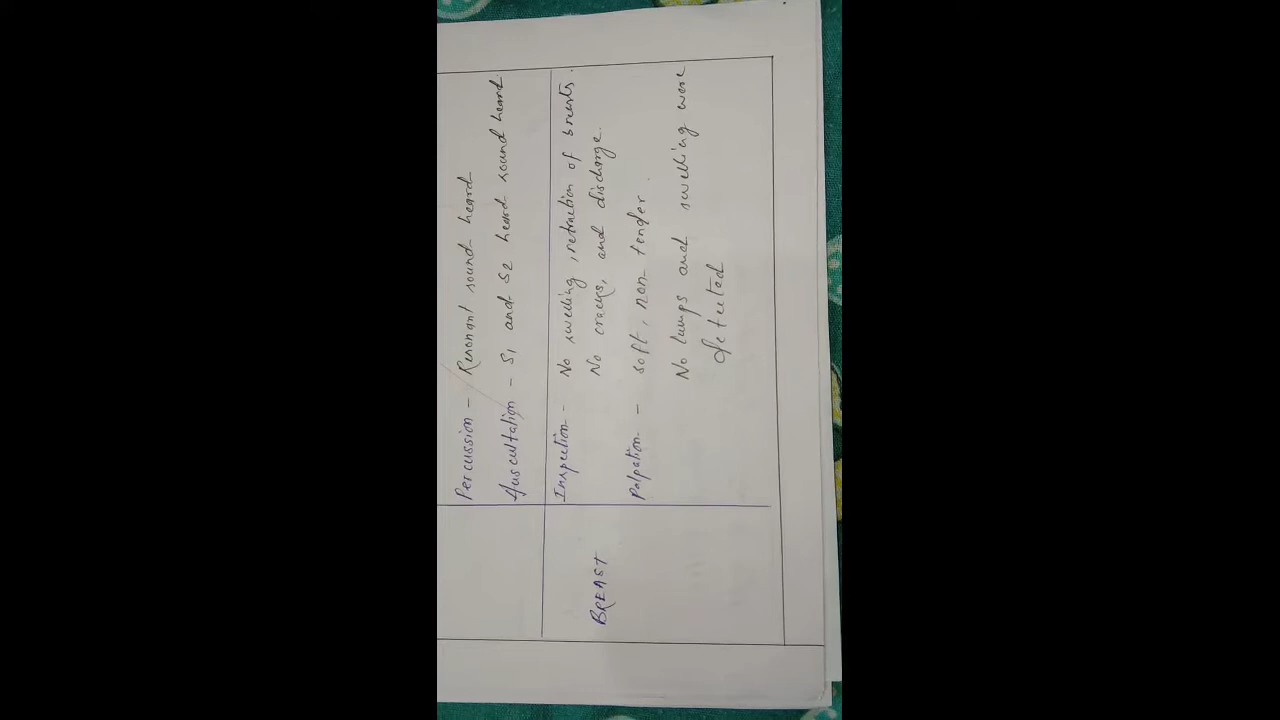 Percussion - Resonant sound heard
Auscultation - S1 and S2 heard sound heard
BREAST
Inspection - No swelling, retraction of breasts.
No cracks, and discharge.
Palpation - soft, non-tender.
No lumps and swelling were
detected